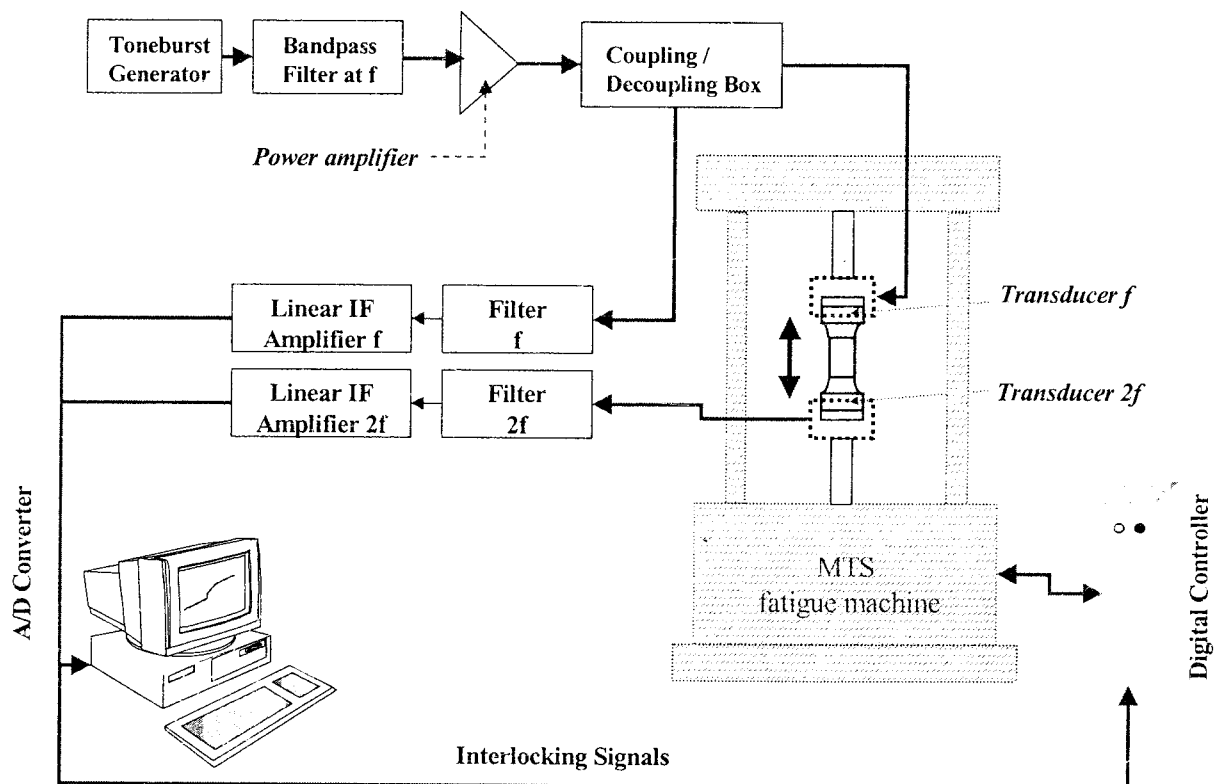 Toneburst
Generator
Bandpass
Filter at f
Coupling /
Decoupling Box
Power amplifier
Linear IF
Amplifier f
Filter
f
Transducer f
Linear IF
Amplifier 2f
Filter
2f
Transducer 2f
A/D Converter
MTS
fatigue machine
Digital Controller
Interlocking Signals